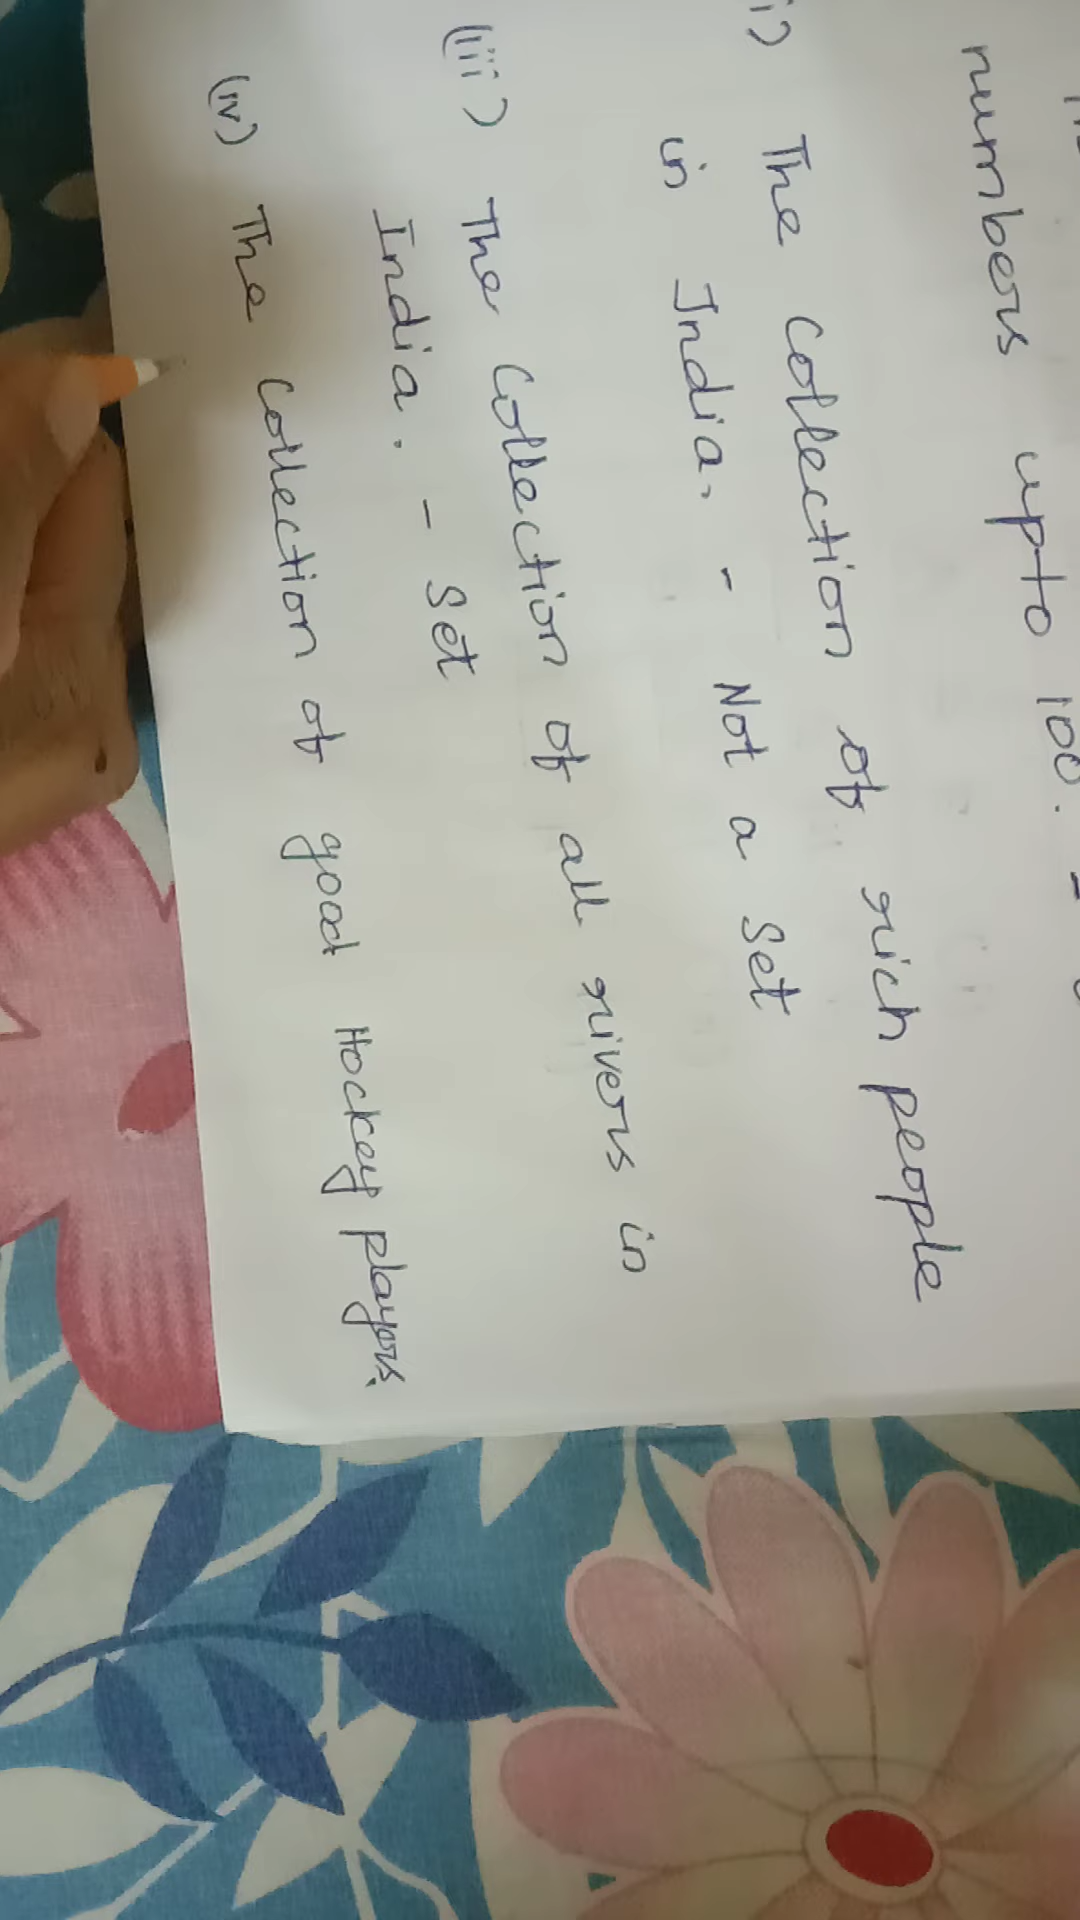 numbers upto 100. -
i) The Collection of rich people
in India. - Not a Set
(iii) The Collection of all rivers in
India. - Set
(iv) The Collection of good Hockey players.